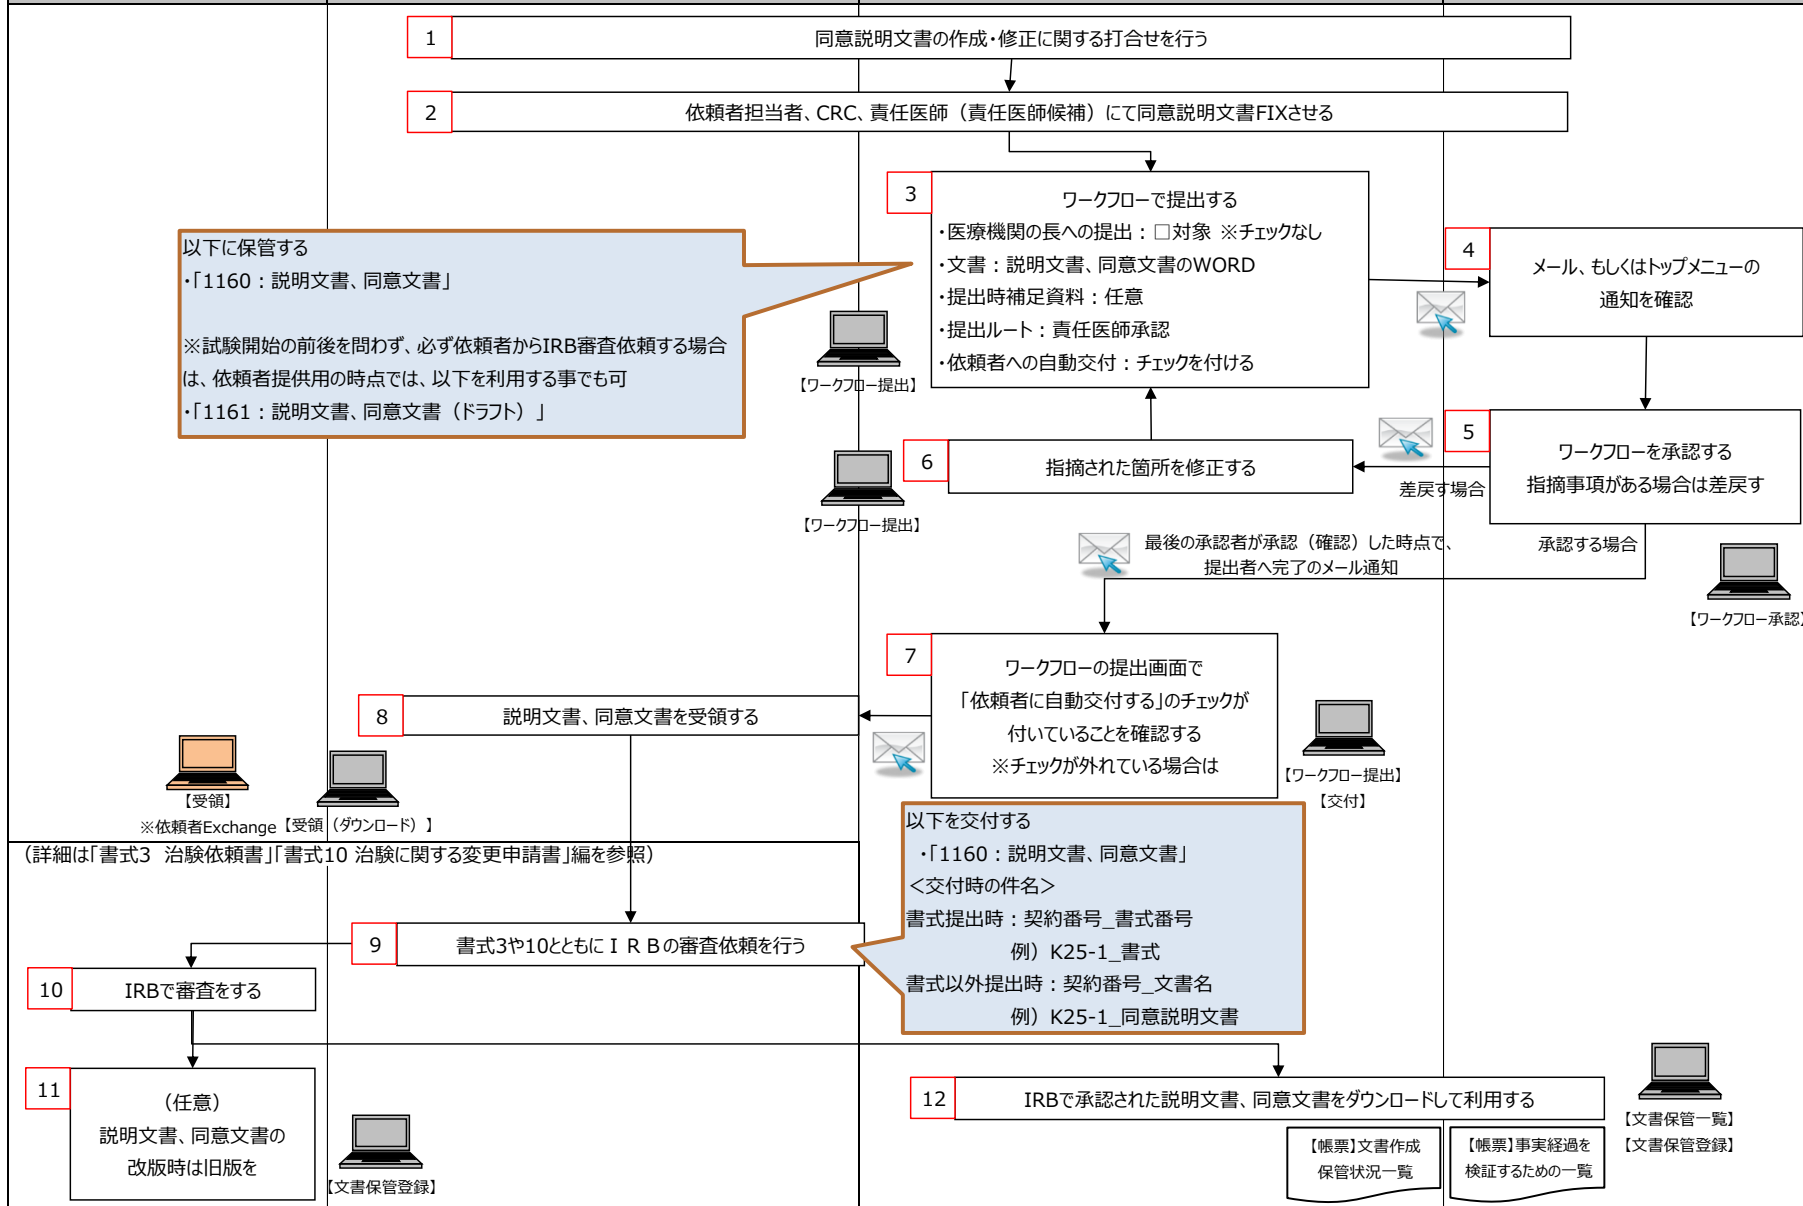 1
同意説明文書の作成・修正に関する打合せを行う
2
依頼者担当者、CRC、責任医師（責任医師候補）にて同意説明文書FIXさせる
3
ワークフローで提出する
・医療機関の長への提出：□対象 ※チェックなし
・文書：説明文書、同意文書のWORD
・提出時補足資料：任意
・提出ルート：責任医師承認
・依頼者への自動交付：チェックを付ける
以下に保管する
・「1160：説明文書、同意文書」
※試験開始の前後を問わず、必ず依頼者からIRB審査依頼する場合
は、依頼者提供用の時点では、以下を利用する事でも可
・「1161：説明文書、同意文書（ドラフト）」
【ワークフロー提出】
4
メール、もしくはトップメニューの
通知を確認
5
ワークフローを承認する
指摘事項がある場合は差戻す
差戻す場合
6
指摘された箇所を修正する
【ワークフロー提出】
承認する場合
最後の承認者が承認（確認）した時点で、
提出者へ完了のメール通知
【ワークフロー承認】
7
ワークフローの提出画面で
「依頼者に自動交付する」のチェックが
付いていることを確認する
※チェックが外れている場合は
【ワークフロー提出】
【交付】
8
説明文書、同意文書を受領する
【受領】
※依頼者Exchange
【受領（ダウンロード）】
（詳細は「書式3 治験依頼書」「書式10 治験に関する変更申請書」編を参照）
以下を交付する
・「1160：説明文書、同意文書」
＜交付時の件名＞
書式提出時：契約番号_書式番号
例）K25-1_書式
書式以外提出時：契約番号_文書名
例）K25-1_同意説明文書
9
書式3や10とともにＩＲＢの審査依頼を行う
10
IRBで審査をする
11
（任意）
説明文書、同意文書の
改版時は旧版を
【文書保管登録】
12
IRBで承認された説明文書、同意文書をダウンロードして利用する
【文書保管一覧】
【文書保管登録】
【帳票】文書作成
保管状況一覧
【帳票】事実経過を
検証するための一覧